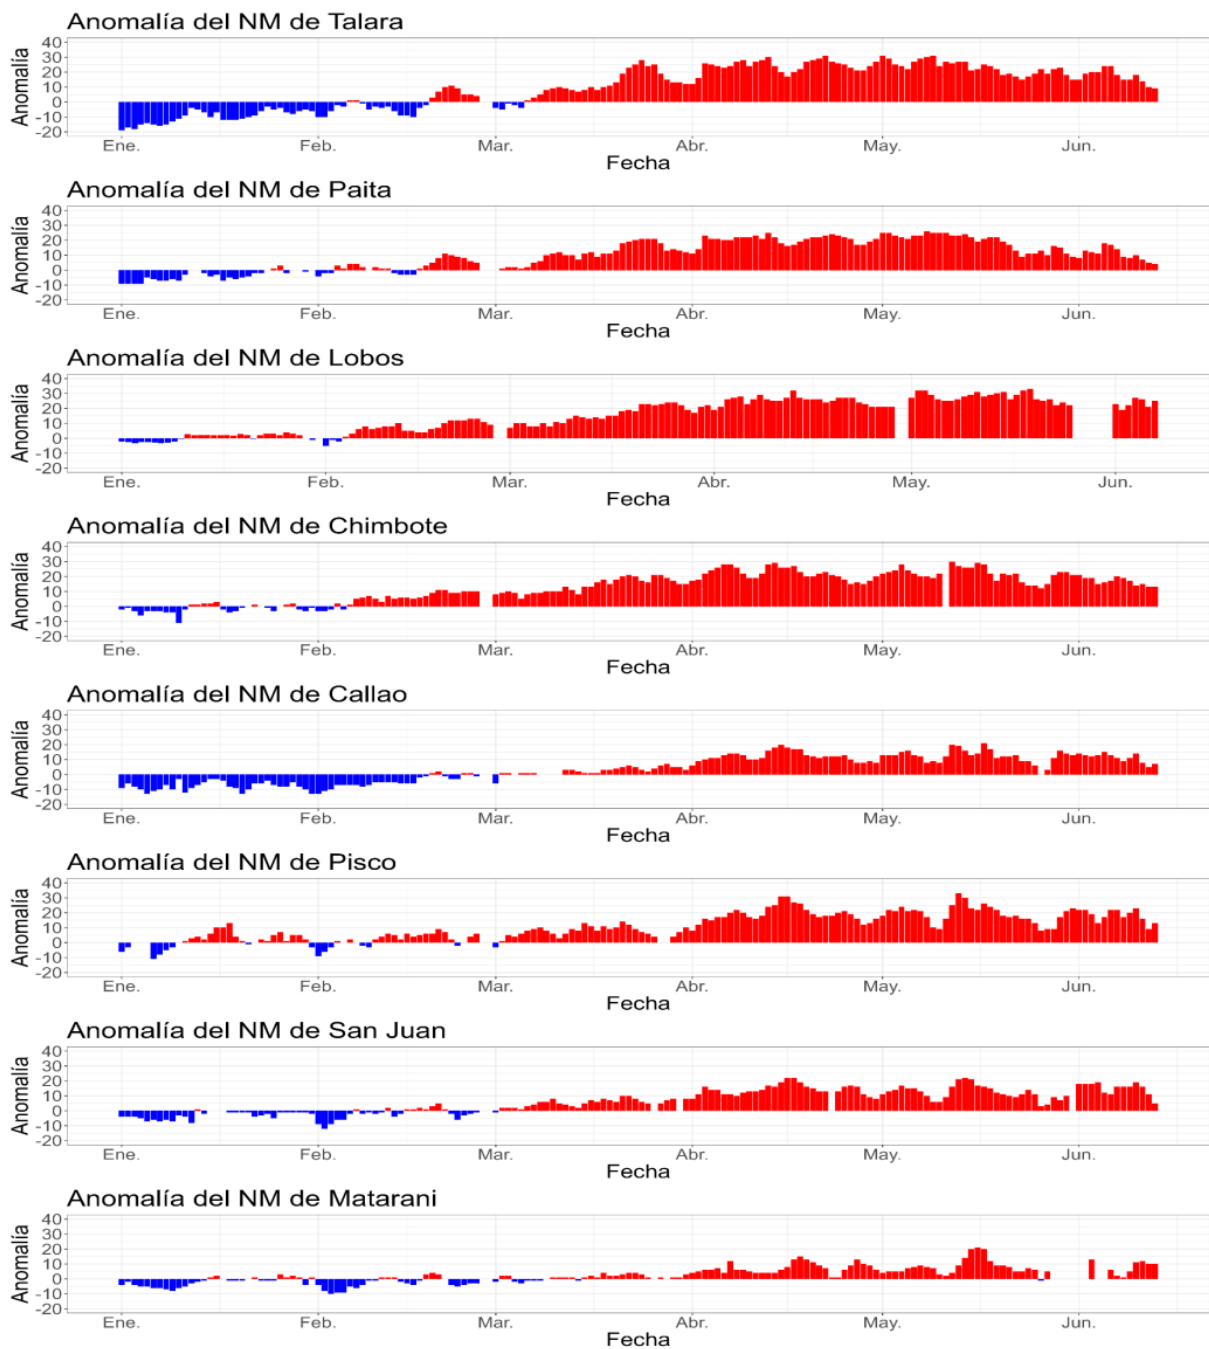 Anomalía del NM de Talara
Anomalía
40
30
20
10
0
-10
-20
Ene. Feb. Mar. Abr. May. Jun.
Fecha
Anomalía del NM de Paita
Anomalía
40
30
20
10
0
-10
-20
Ene. Feb. Mar. Abr. May. Jun.
Fecha
Anomalía del NM de Lobos
Anomalía
40
30
20
10
0
-10
-20
Ene. Feb. Mar. Abr. May. Jun.
Fecha
Anomalía del NM de Chimbote
Anomalía
40
30
20
10
0
-10
-20
Ene. Feb. Mar. Abr. May. Jun.
Fecha
Anomalía del NM de Callao
Anomalía
40
30
20
10
0
-10
-20
Ene. Feb. Mar. Abr. May. Jun.
Fecha
Anomalía del NM de Pisco
Anomalía
40
30
20
10
0
-10
-20
Ene. Feb. Mar. Abr. May. Jun.
Fecha
Anomalía del NM de San Juan
Anomalía
40
30
20
10
0
-10
-20
Ene. Feb. Mar. Abr. May. Jun.
Fecha
Anomalía del NM de Matarani
Anomalía
40
30
20
10
0
-10
-20
Ene. Feb. Mar. Abr. May. Jun.
Fecha